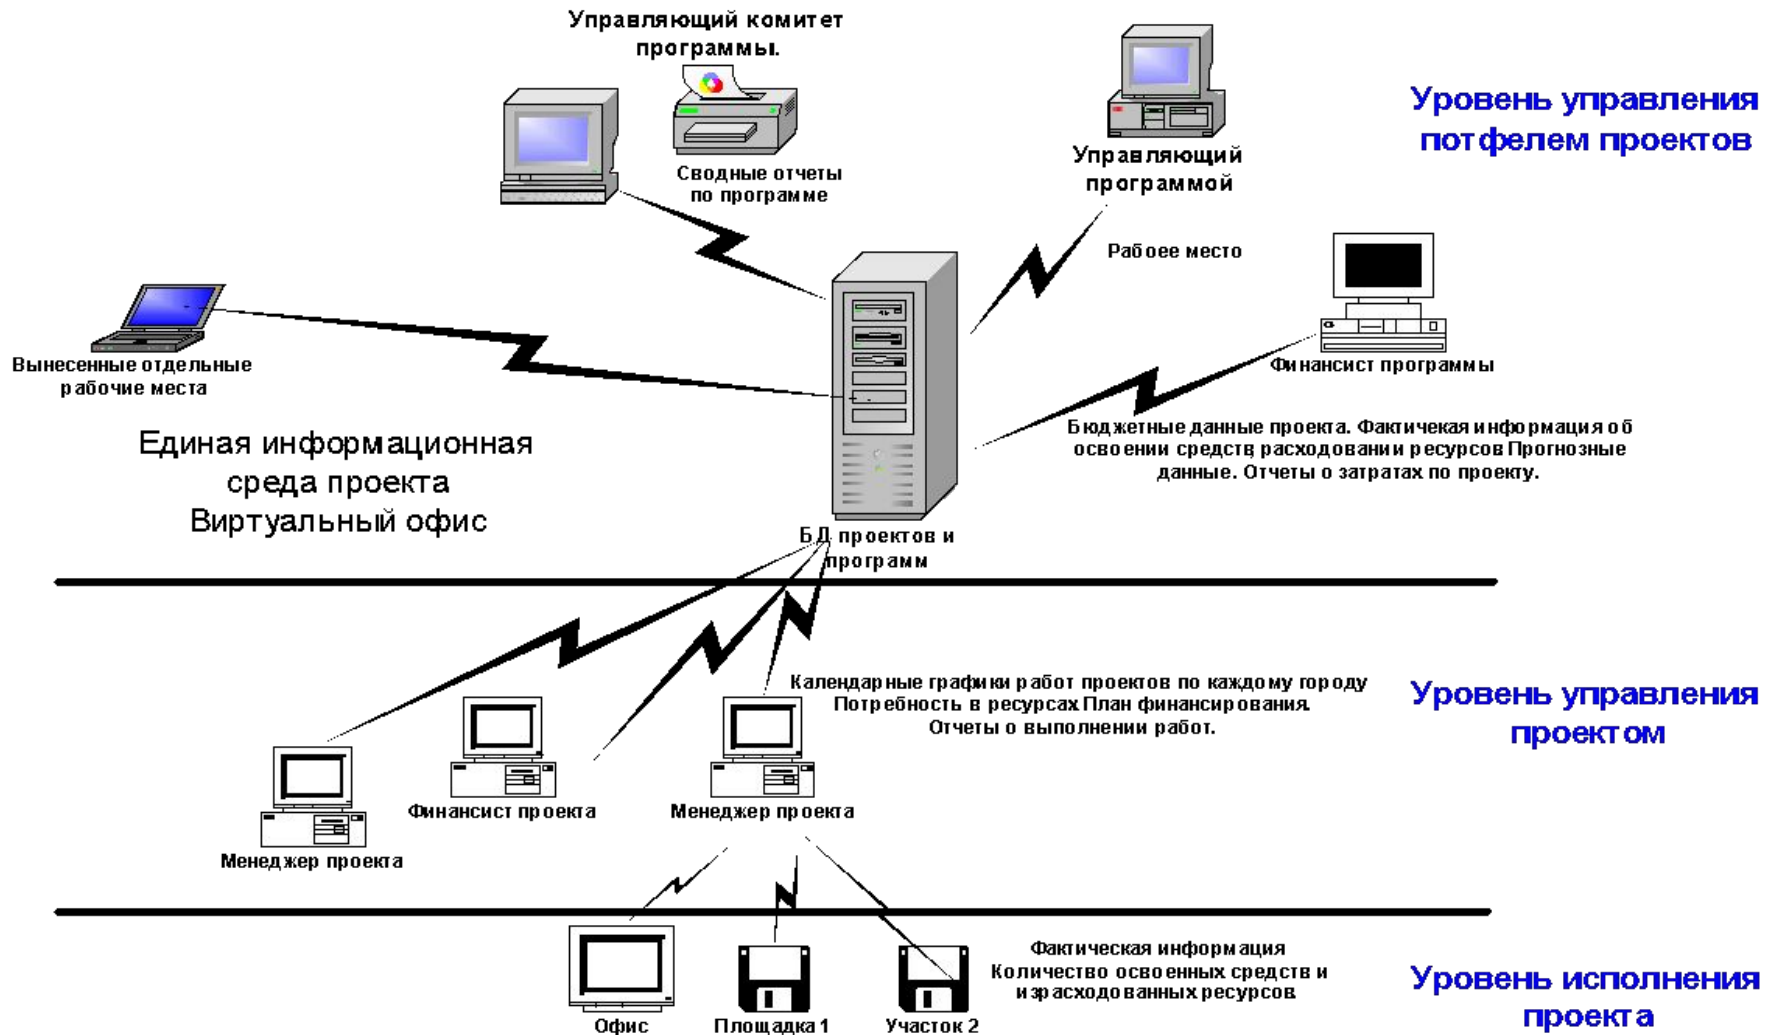 Управляющий комитет
программы.
Сводные отчеты
по программе
Управляющий
программой
Уровень управления
потфелем проектов
Рабоее место
Вынесенные отдельные
рабочие места
Финансист программы
Бюджетные данные проекта. Фактичекая информация об
освоении средств, расходовании ресурсов. Прогнозные
данные. Отчеты о затратах по проекту.
Единая информационная
среда проекта
Виртуальный офис
БД проектов и
программ
Календарные графики работ проектов по каждому городу
Потребность в ресурсах. План финансирования.
Отчеты о выполнении работ.
Уровень управления
проектом
Финансист проекта
Менеджер проекта
Менеджер проекта
Фактическая информация
Количество освоенных средств и
израсходованных ресурсов.
Уровень исполнения
проекта
Офис
Площадка 1
Участок 2